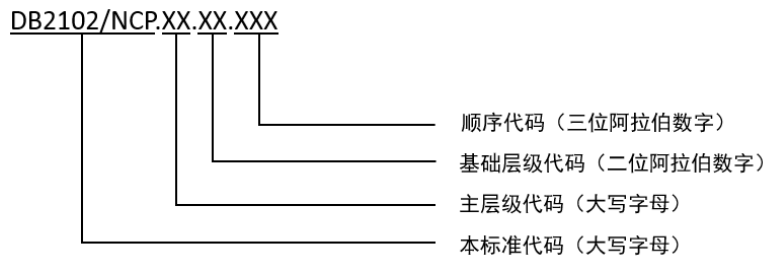 DB2102/NCP.XX.XX.XXX
顺序代码（三位阿拉伯数字）
基础层级代码（二位阿拉伯数字）
主层级代码（大写字母）
本标准代码（大写字母）